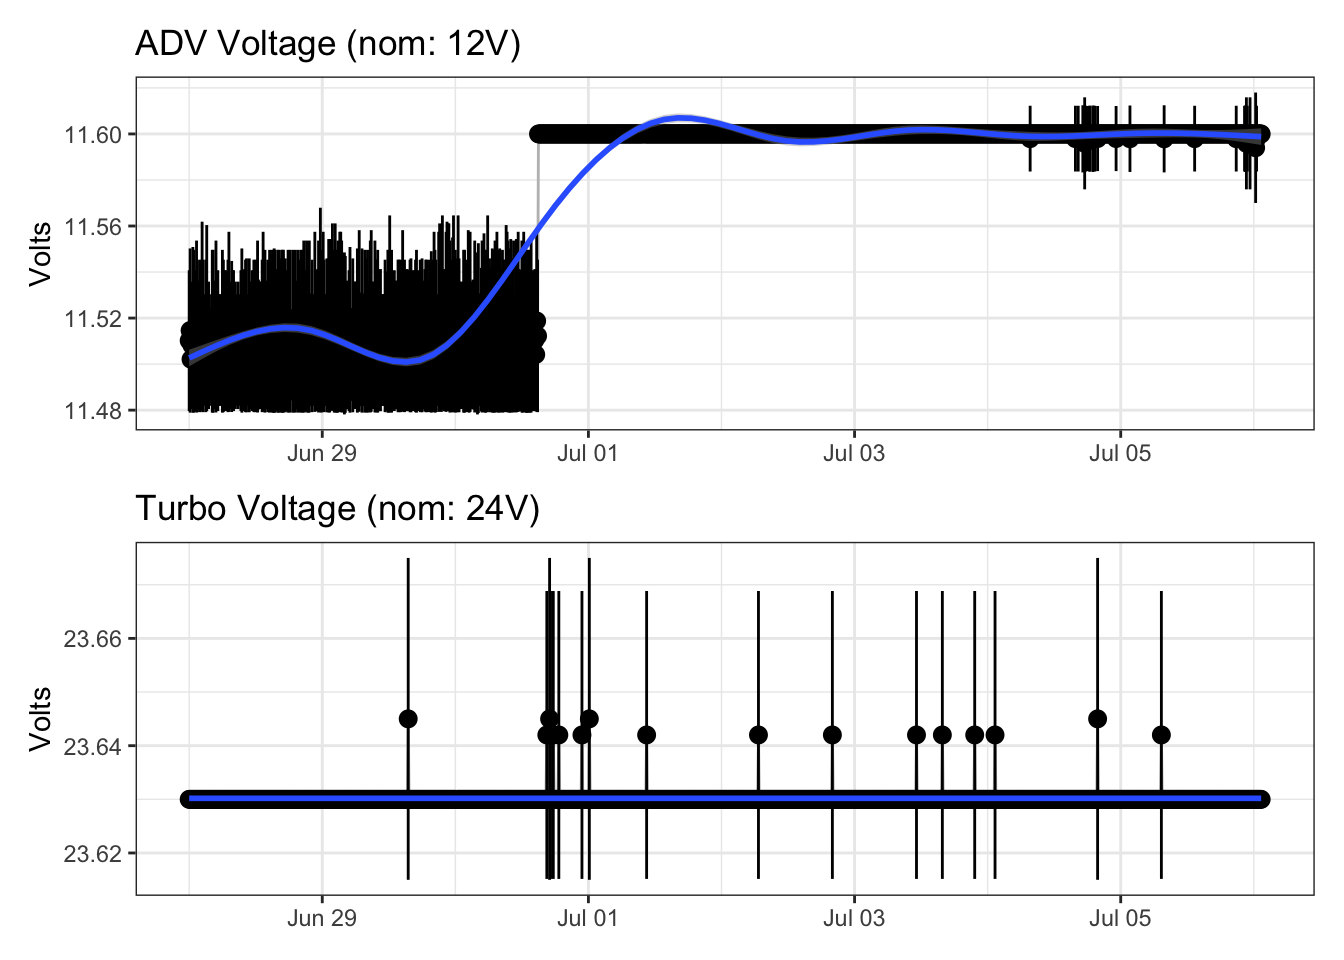 ADV Voltage (nom: 12V)
Volts
11.60
11.56
11.52
11.48
Jun 29 Jul 01 Jul 03 Jul 05
Turbo Voltage (nom: 24V)
Volts
23.66
23.64
23.62
Jun 29 Jul 01 Jul 03 Jul 05